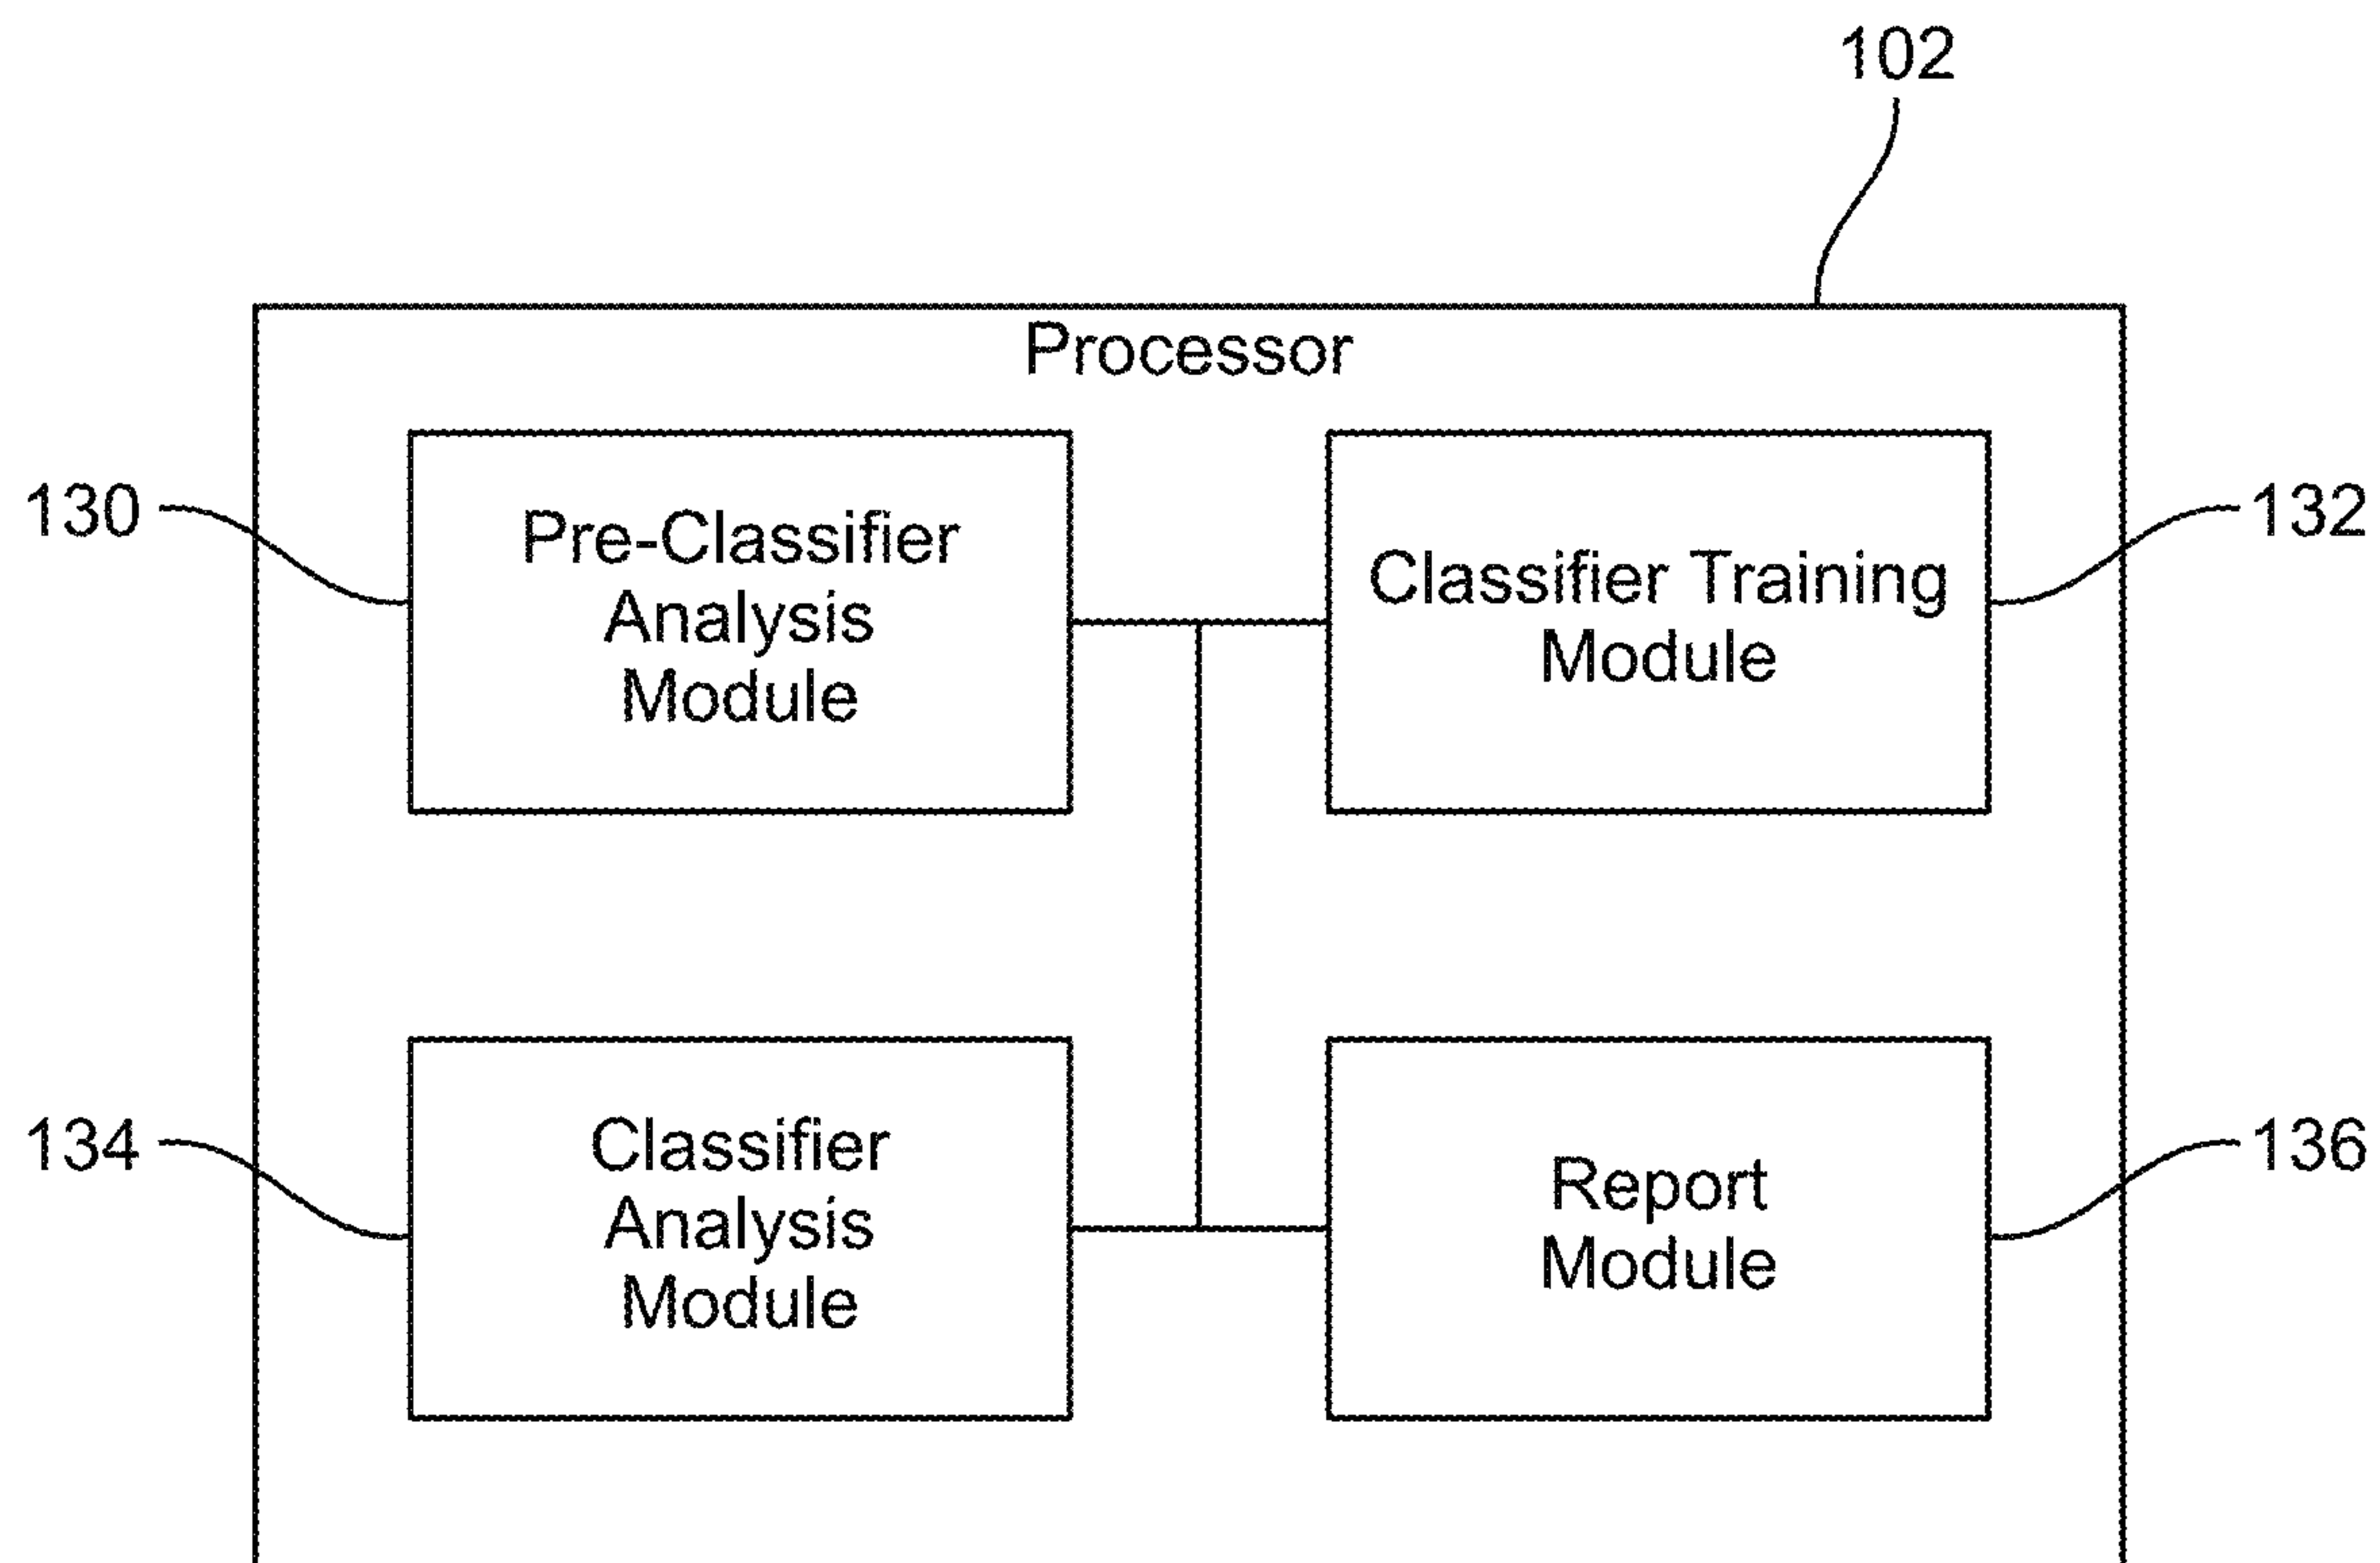 102
Processor
130
Pre-Classifier
Analysis
Module
Classifier Training
Module
132
134
Classifier
Analysis
Module
Report
Module
136